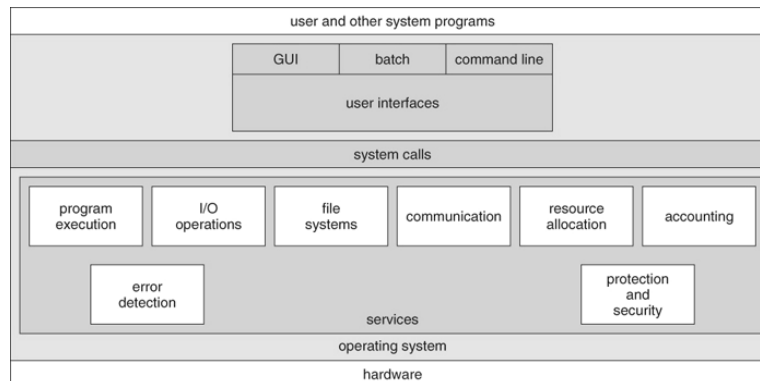 user and other system programs
GUI batch command line
user interfaces
system calls
program
execution
I/O
operations
file
systems
communication
resource
allocation
accounting
error
detection
protection
and
security
services
operating system
hardware